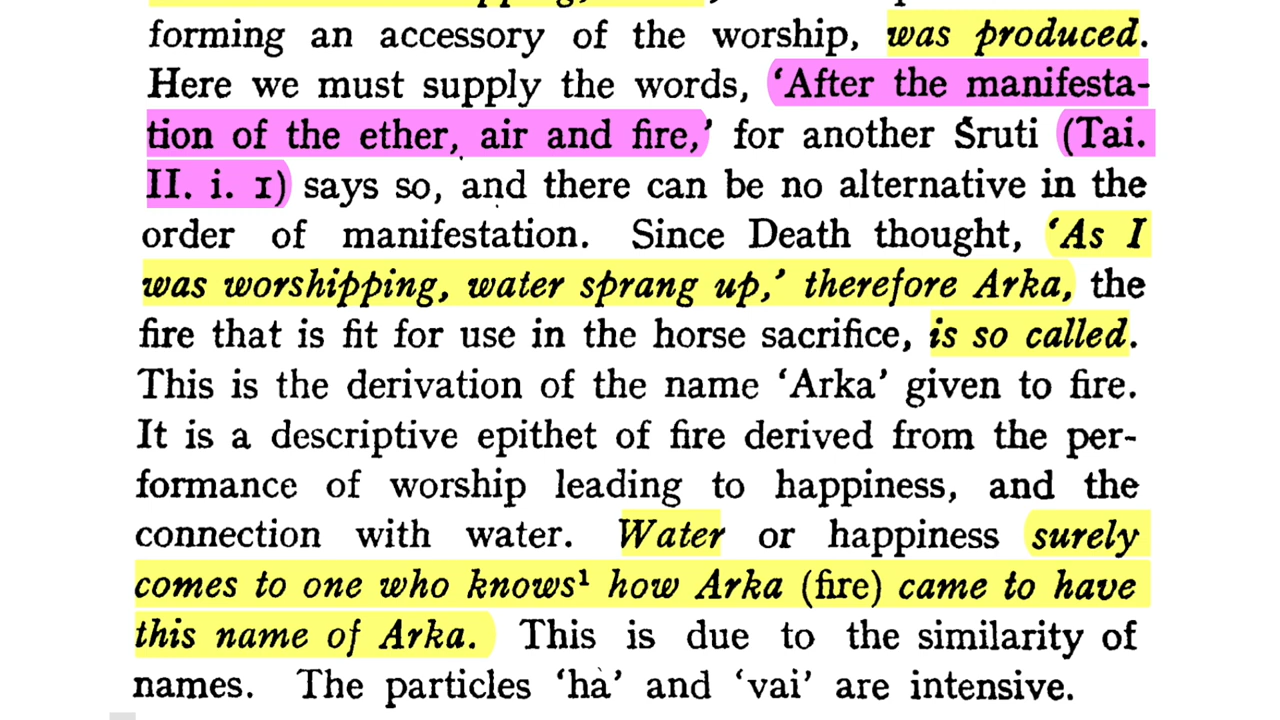 forming an accessory of the worship, was produced.
Here we must supply the words, ‘After the manifesta-
tion of the ether, air and fire,’ for another Śruti (Tai.
II. i. 1) says so, and there can be no alternative in the
order of manifestation. Since Death thought, ‘As I
was worshipping, water sprang up,’ therefore Arka, the
fire that is fit for use in the horse sacrifice, is so called.
This is the derivation of the name ‘Arka’ given to fire.
It is a descriptive epithet of fire derived from the per-
formance of worship leading to happiness, and the
connection with water. Water or happiness surely
comes to one who knows¹ how Arka (fire) came to have
this name of Arka. This is due to the similarity of
names. The particles ‘ha’ and ‘vai’ are intensive.